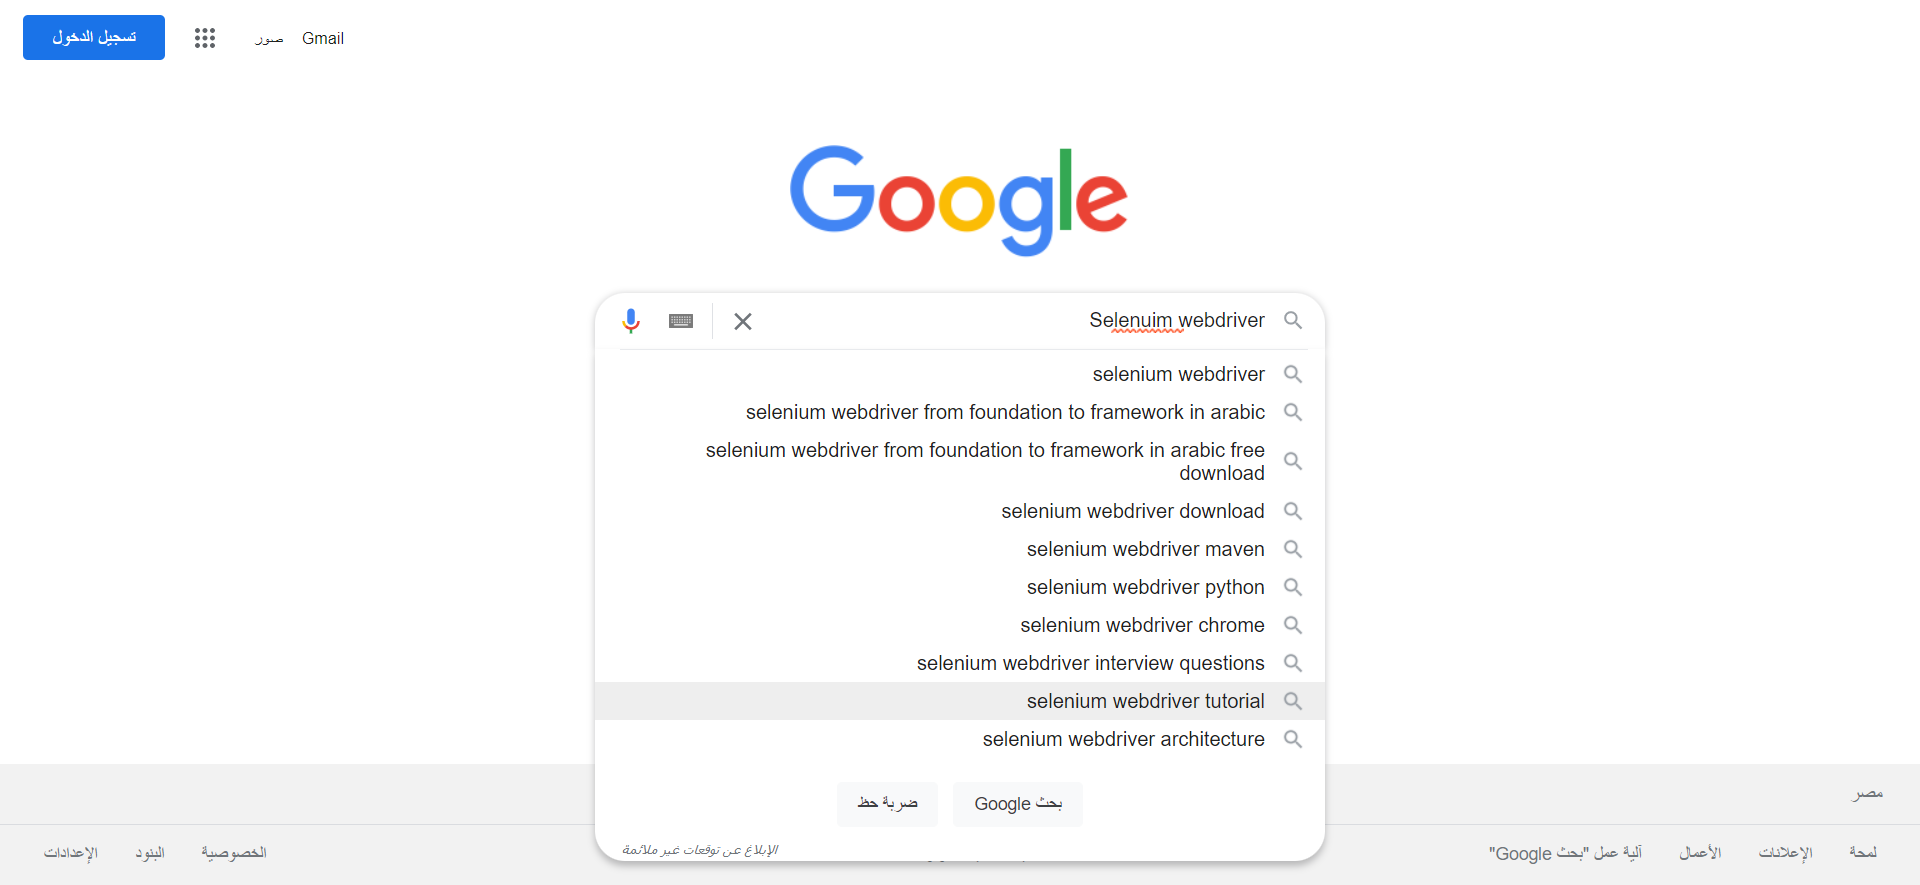 Gmail
صور
تسجيل الدخول
Google
Selenuim webdriver
selenium webdriver
selenium webdriver from foundation to framework in arabic
selenium webdriver from foundation to framework in arabic free
download
selenium webdriver download
selenium webdriver maven
selenium webdriver python
selenium webdriver chrome
selenium webdriver interview questions
selenium webdriver tutorial
selenium webdriver architecture
بحث Google
ضربة حظ
الإبلاغ عن توقعات غير ملائمة
مصر
لمحة
الإعلانات
الأعمال
آلية عمل "بحث Google"
الخصوصية
البنود
الإعدادات